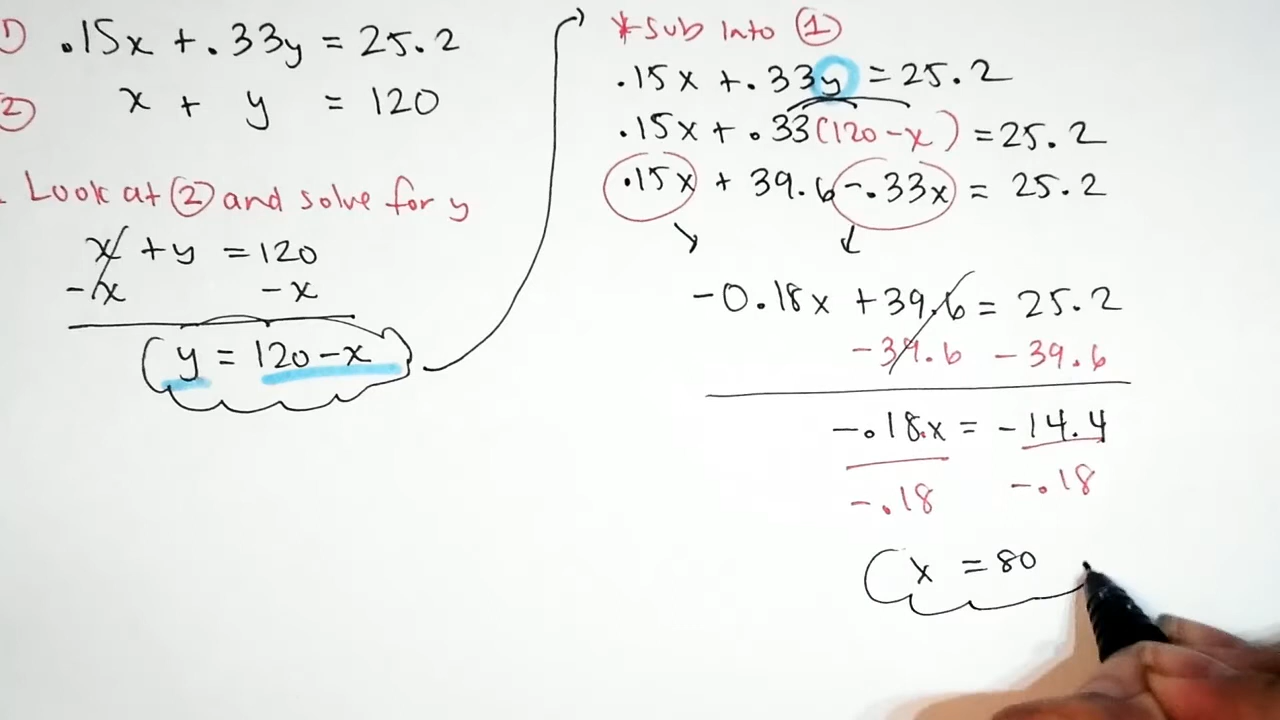 1) .15x + .33y = 25.2
2) x + y = 120
. Look at ② and solve for y
x + y = 120
-x -x
y = 120 - x
*sub into ①
.15x + .33y = 25.2
.15x + .33(120 - x) = 25.2
.15x + 39.6 - .33x = 25.2
-0.18x + 39.6 = 25.2
-39.6 -39.6
-.18x = -14.4
-.18 -.18
x = 80